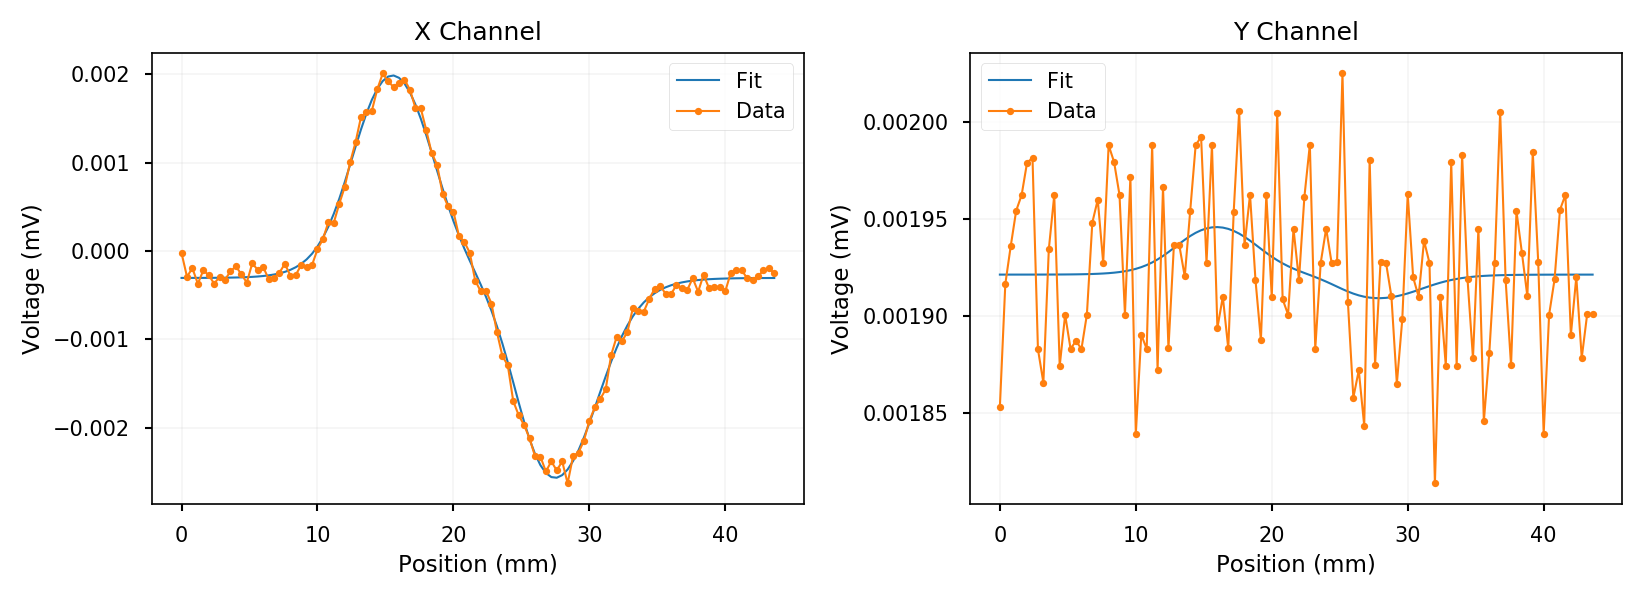 X Channel
Voltage (mV)
0.002
0.001
0.000
−0.001
−0.002
0
10
20
30
40
Position (mm)
Fit
Data
Y Channel
Voltage (mV)
0.00200
0.00195
0.00190
0.00185
0
10
20
30
40
Position (mm)
Fit
Data